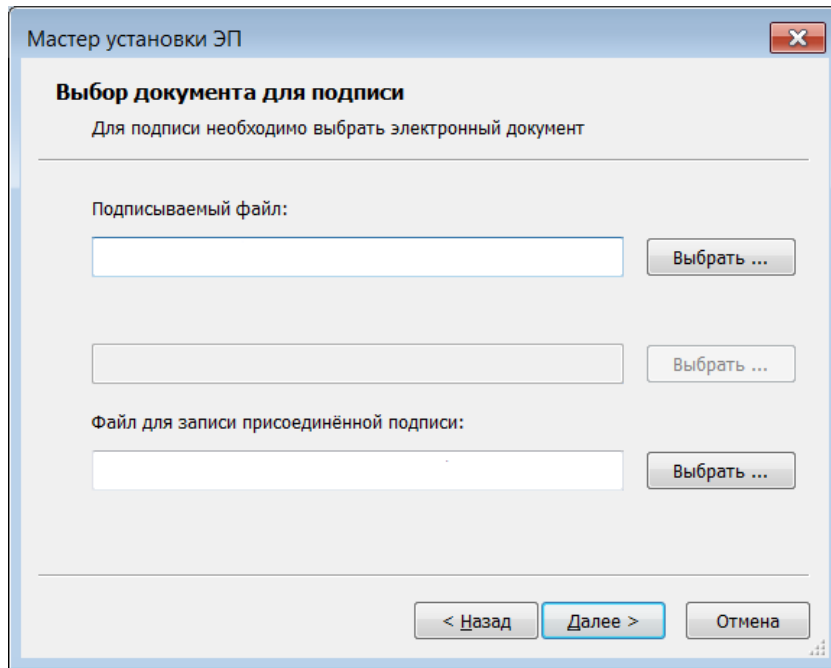 Мастер установки ЭП
Выбор документа для подписи
Для подписи необходимо выбрать электронный документ
Подписываемый файл:
Выбрать ...
Выбрать ...
Файл для записи присоединённой подписи:
Выбрать ...
< Назад
Далее >
Отмена